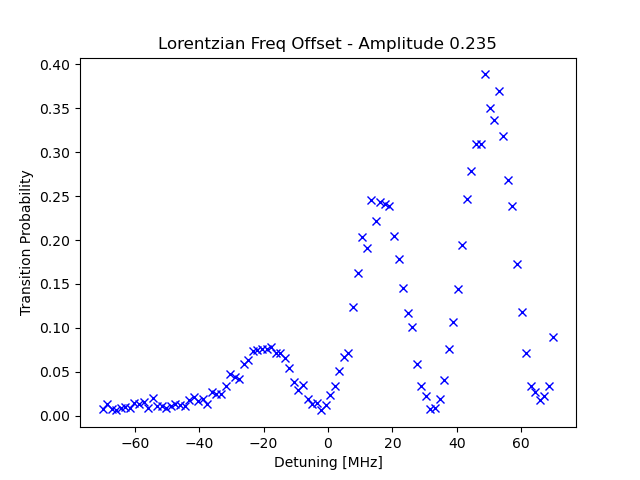 Lorentzian Freq Offset - Amplitude 0.235
0.40
0.35
0.30
0.25
0.20
0.15
0.10
0.05
0.00
Transition Probability
−60 −40 −20 0 20 40 60
Detuning [MHz]